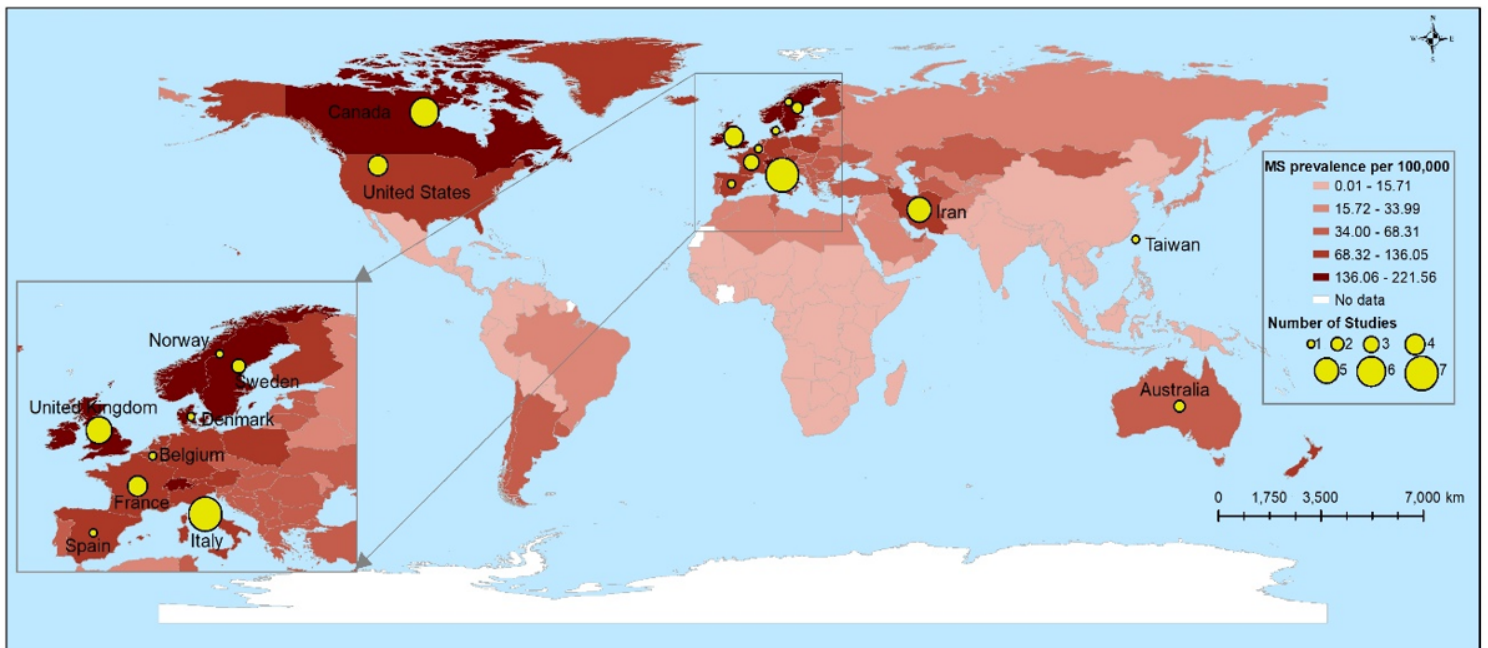 N
W E
S
Canada
United States
Iran
Taiwan
Australia
MS prevalence per 100,000
0.01 - 15.71
15.72 - 33.99
34.00 - 68.31
68.32 - 136.05
136.06 - 221.56
No data
Number of Studies
1 2 3 4
5 6 7
0 1,750 3,500 7,000 km
Norway
Sweden
United Kingdom
Denmark
Belgium
France
Spain
Italy